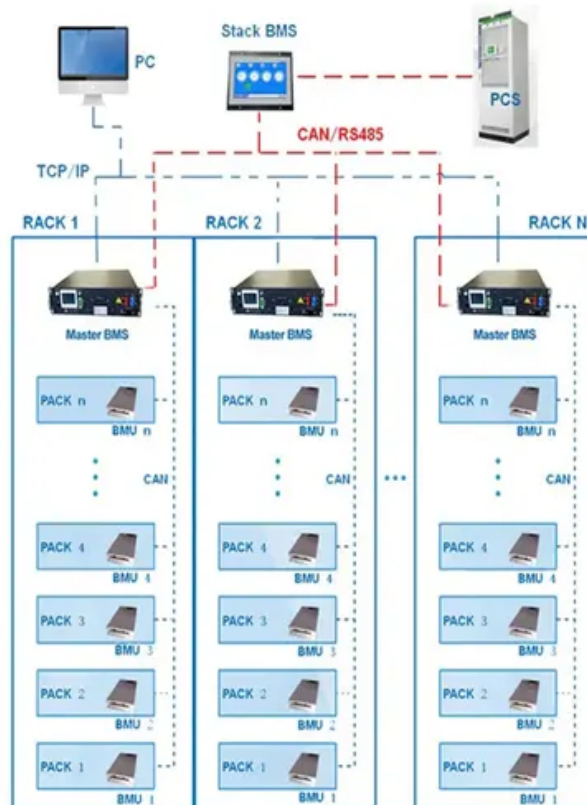 PC
Stack BMS
PCS
CAN/RS485
TCP/IP
RACK 1
RACK 2
RACK N
Master BMS
Master BMS
Master BMS
PACK n
BMU n
PACK n
BMU n
PACK n
BMU n
CAN
CAN
CAN
PACK 4
BMU 4
PACK 4
BMU 4
PACK 4
BMU 4
PACK 3
BMU 3
PACK 3
BMU 3
PACK 3
BMU 3
PACK 2
BMU 2
PACK 2
BMU 2
PACK 2
BMU 2
PACK 1
BMU 1
PACK 1
BMU 1
PACK 1
BMU 1